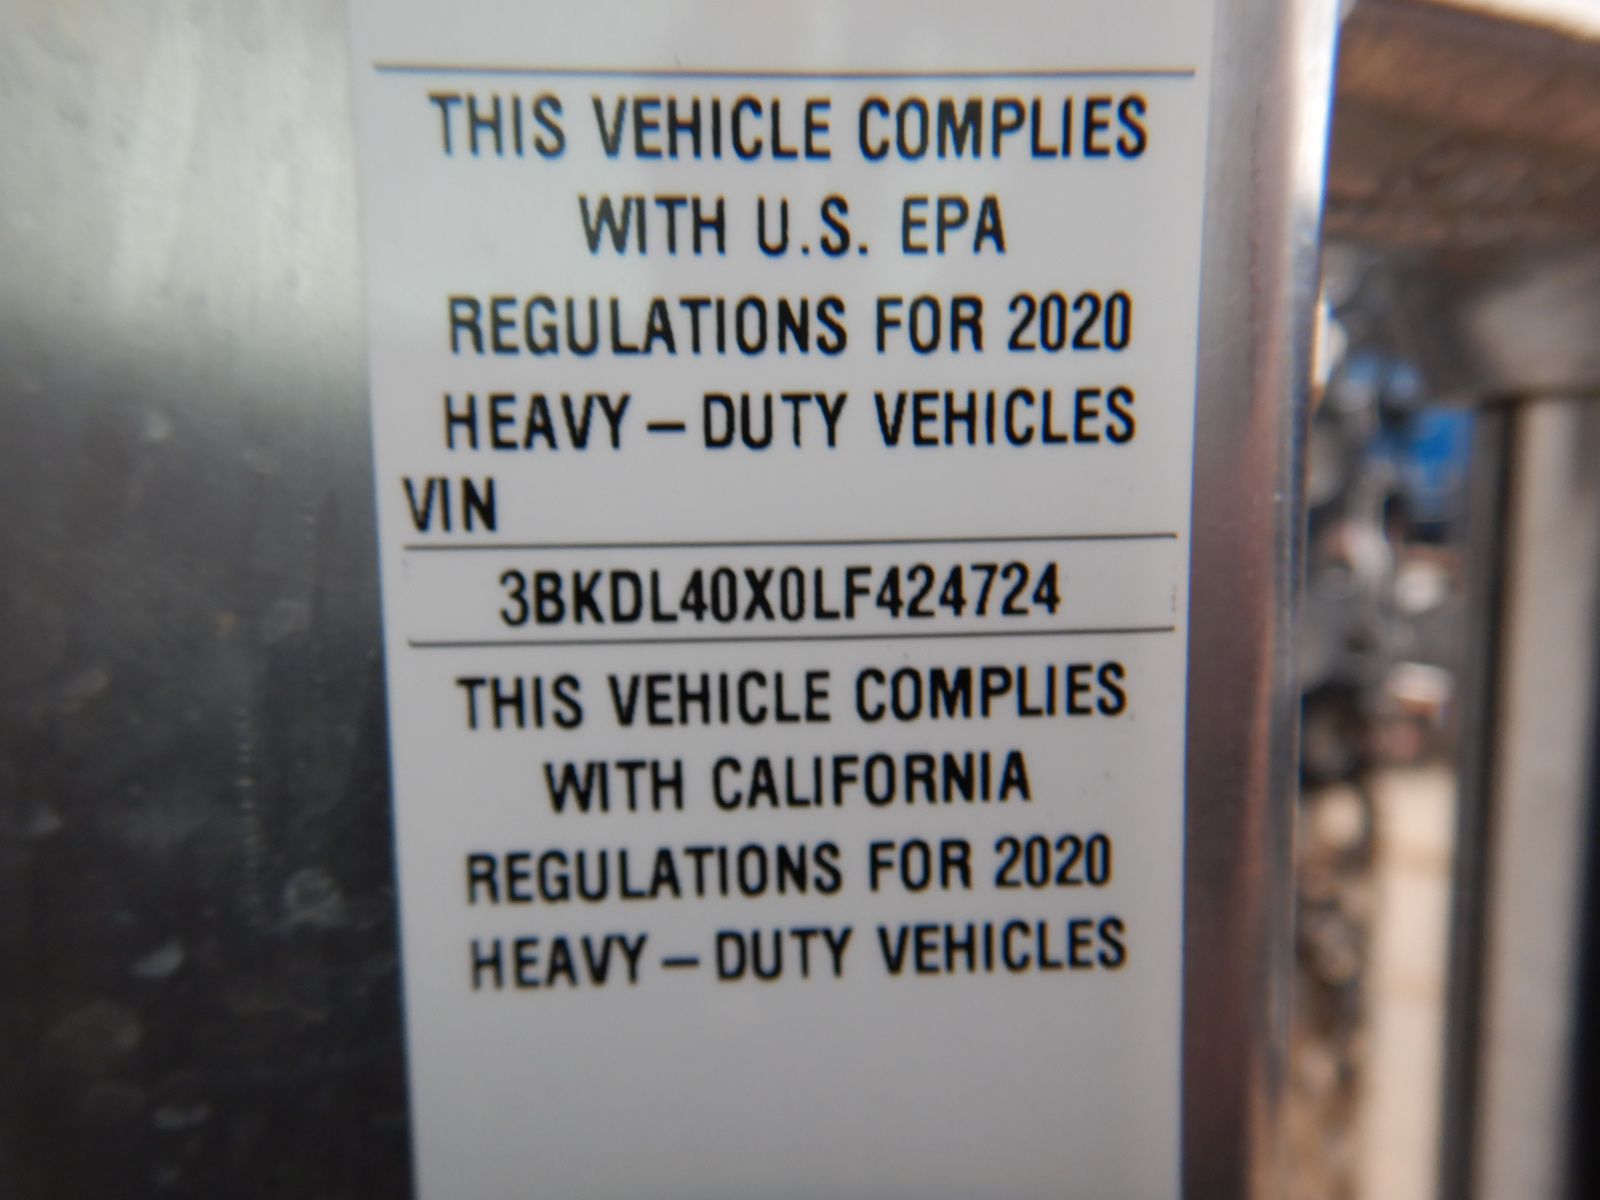 THIS VEHICLE COMPLIES
WITH U.S. EPA
REGULATIONS FOR 2020
HEAVY – DUTY VEHICLES
VIN
3BKDL40X0LF424724
THIS VEHICLE COMPLIES
WITH CALIFORNIA
REGULATIONS FOR 2020
HEAVY – DUTY VEHICLES